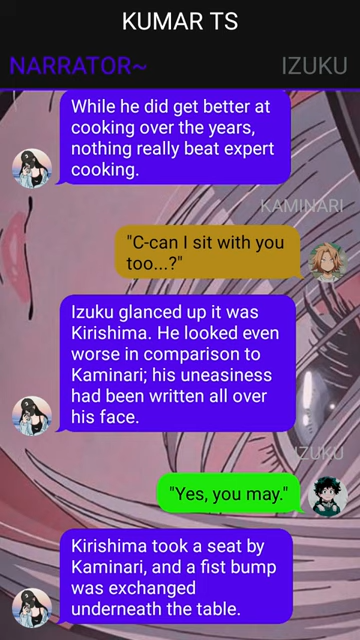 KUMAR TS
NARRATOR~ IZUKU
While he did get better at
cooking over the years,
nothing really beat expert
cooking.
KAMINARI
"C-can I sit with you
too...?"
Izuku glanced up it was
Kirishima. He looked even
worse in comparison to
Kaminari; his uneasiness
had been written all over
his face.
IZUKU
"Yes, you may."
Kirishima took a seat by
Kaminari, and a fist bump
was exchanged
underneath the table.